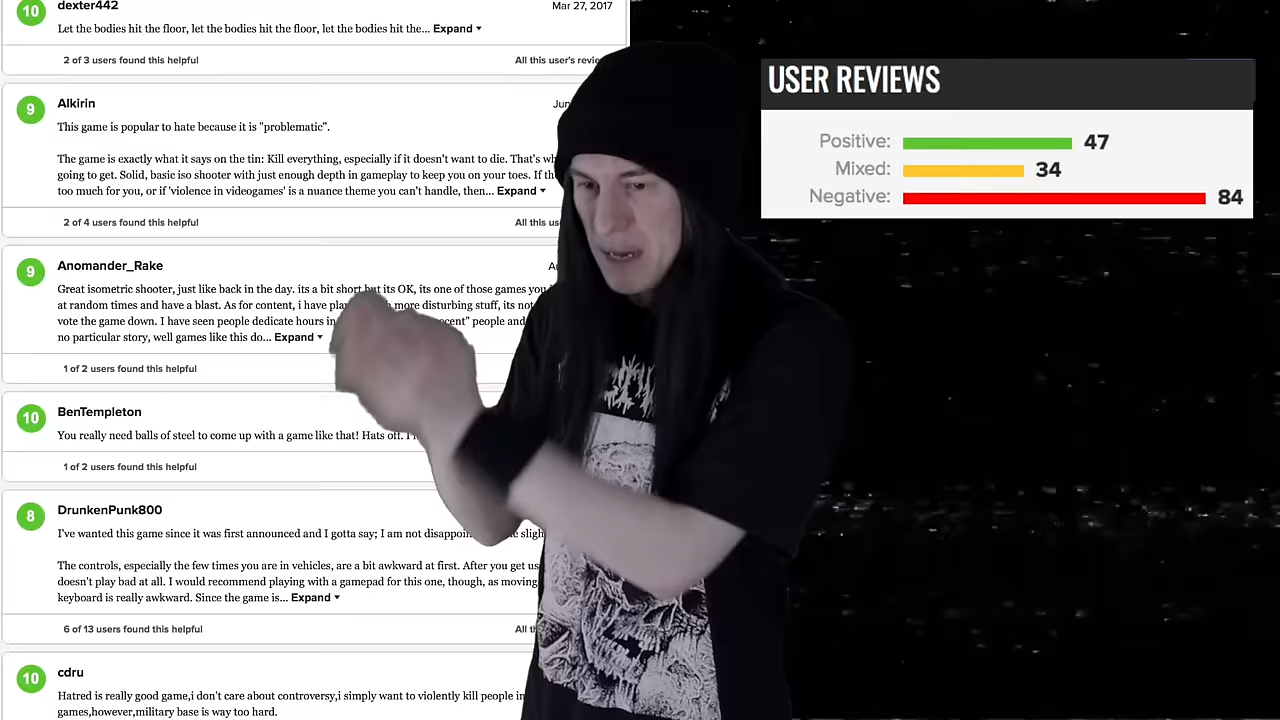 10
dexter442
Mar 27, 2017
Let the bodies hit the floor, let the bodies hit the floor, let the bodies hit the... Expand
2 of 3 users found this helpful
All this user's
9
Alkirin
This game is popular to hate because it is "problematic".
The game is exactly what it says on the tin: Kill everything, especially if it doesn't want to die. That's
going to get. Solid, basic iso shooter with just enough depth in gameplay to keep you on your toes. If
too much for you, or if 'violence in videogames' is a nuance theme you can't handle, then... Expand
2 of 4 users found this helpful
All this
9
Anomander_Rake
Great isometric shooter, just like back in the day. its a bit short but its OK, its one of those games
at random times and have a blast. As for content, i have more disturbing stuff, its
vote the game down. I have seen people dedicate hours in people
no particular story, well games like this do... Expand
1 of 2 users found this helpful
10
BenTempleton
You really need balls of steel to come up with a game like that! Hats off.
1 of 2 users found this helpful
8
DrunkenPunk800
I've wanted this game since it was first announced and I gotta say; I am not
The controls, especially the few times you are in vehicles, are a bit awkward at first. After you get
doesn't play bad at all. I would recommend playing with a gamepad for this one, though, as moving
keyboard is really awkward. Since the game is... Expand
6 of 13 users found this helpful
All
10
cdru
Hatred is really good game,i don't care about controversy,i simply want to violently kill people in
games,however,military base is way too hard.
USER REVIEWS
Positive: 47
Mixed: 34
Negative: 84